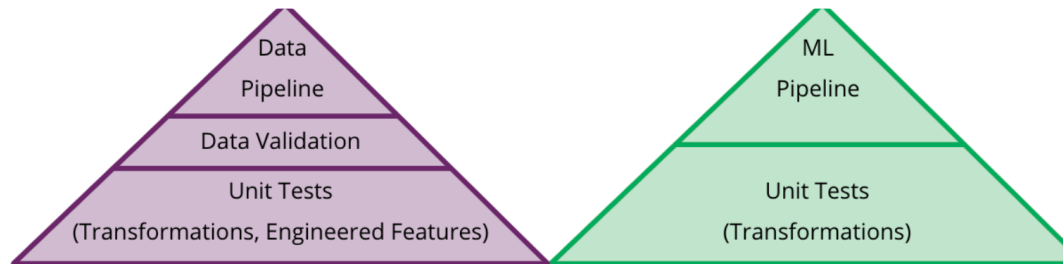 Data
Pipeline
Data Validation
Unit Tests
(Transformations, Engineered Features)
ML
Pipeline
Unit Tests
(Transformations)